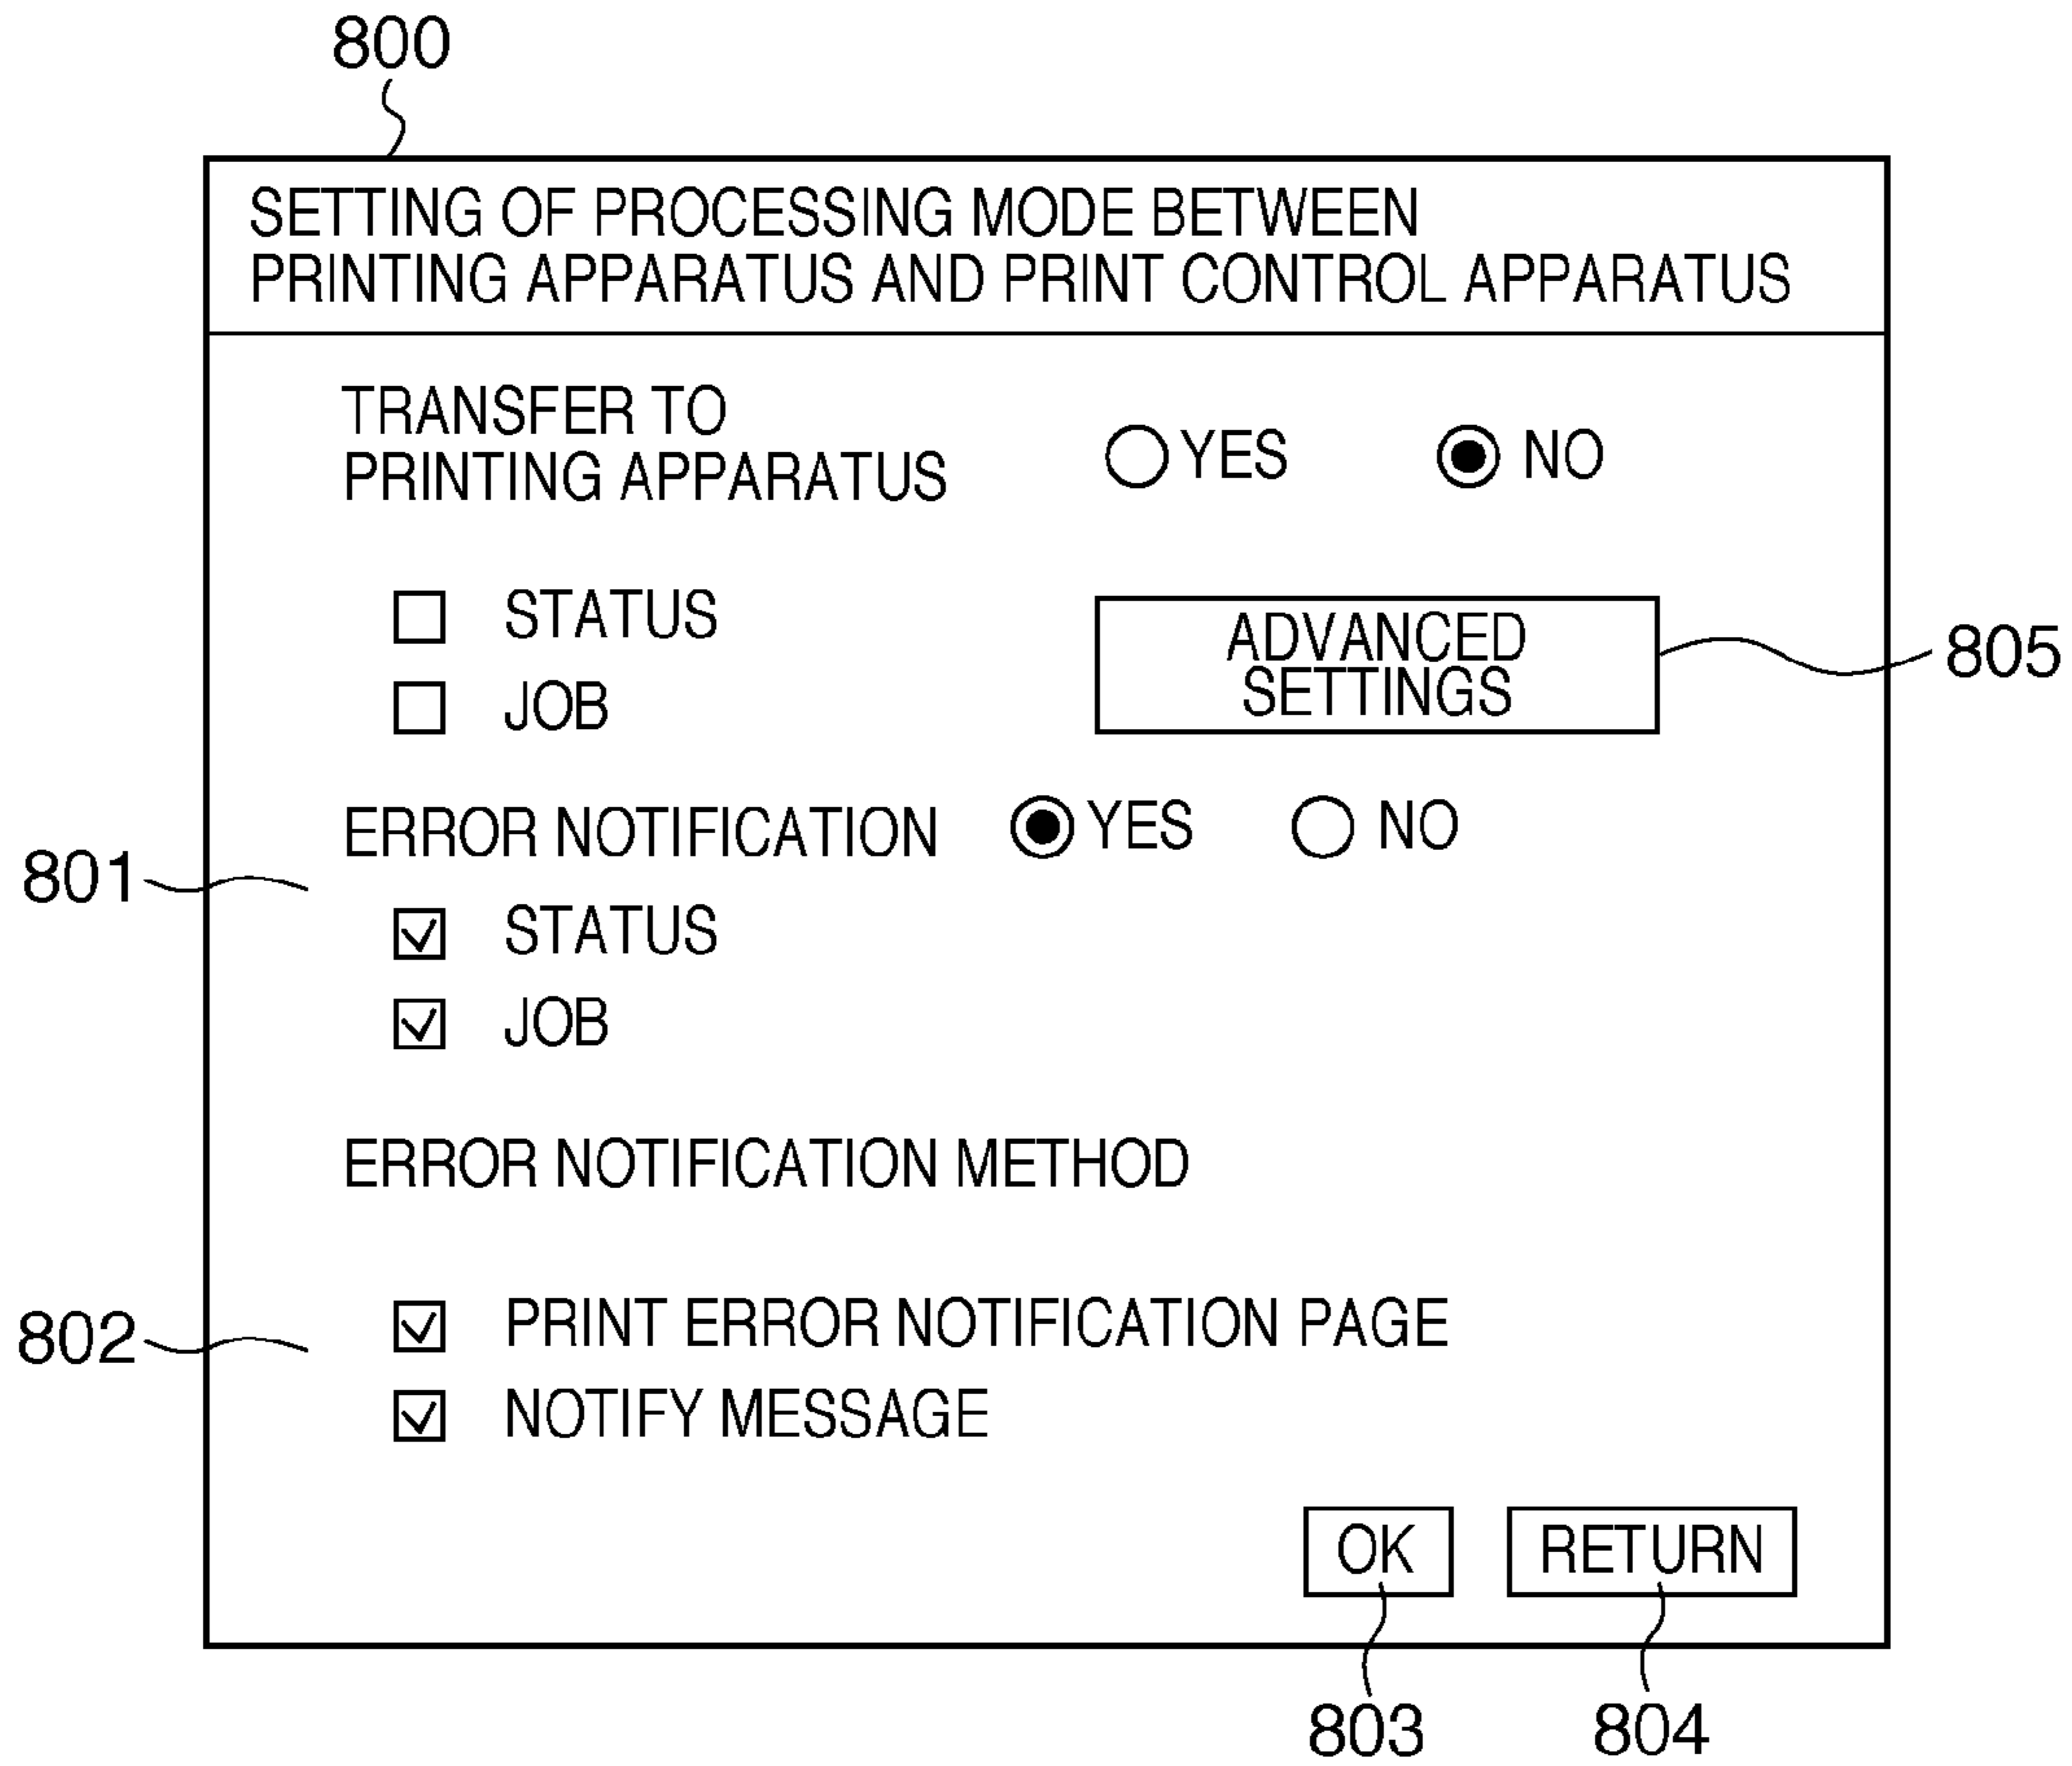 800
SETTING OF PROCESSING MODE BETWEEN
PRINTING APPARATUS AND PRINT CONTROL APPARATUS
TRANSFER TO
PRINTING APPARATUS
YES NO
STATUS
JOB
ADVANCED
SETTINGS
805
ERROR NOTIFICATION YES NO
801
STATUS
JOB
ERROR NOTIFICATION METHOD
802
PRINT ERROR NOTIFICATION PAGE
NOTIFY MESSAGE
OK RETURN
803 804